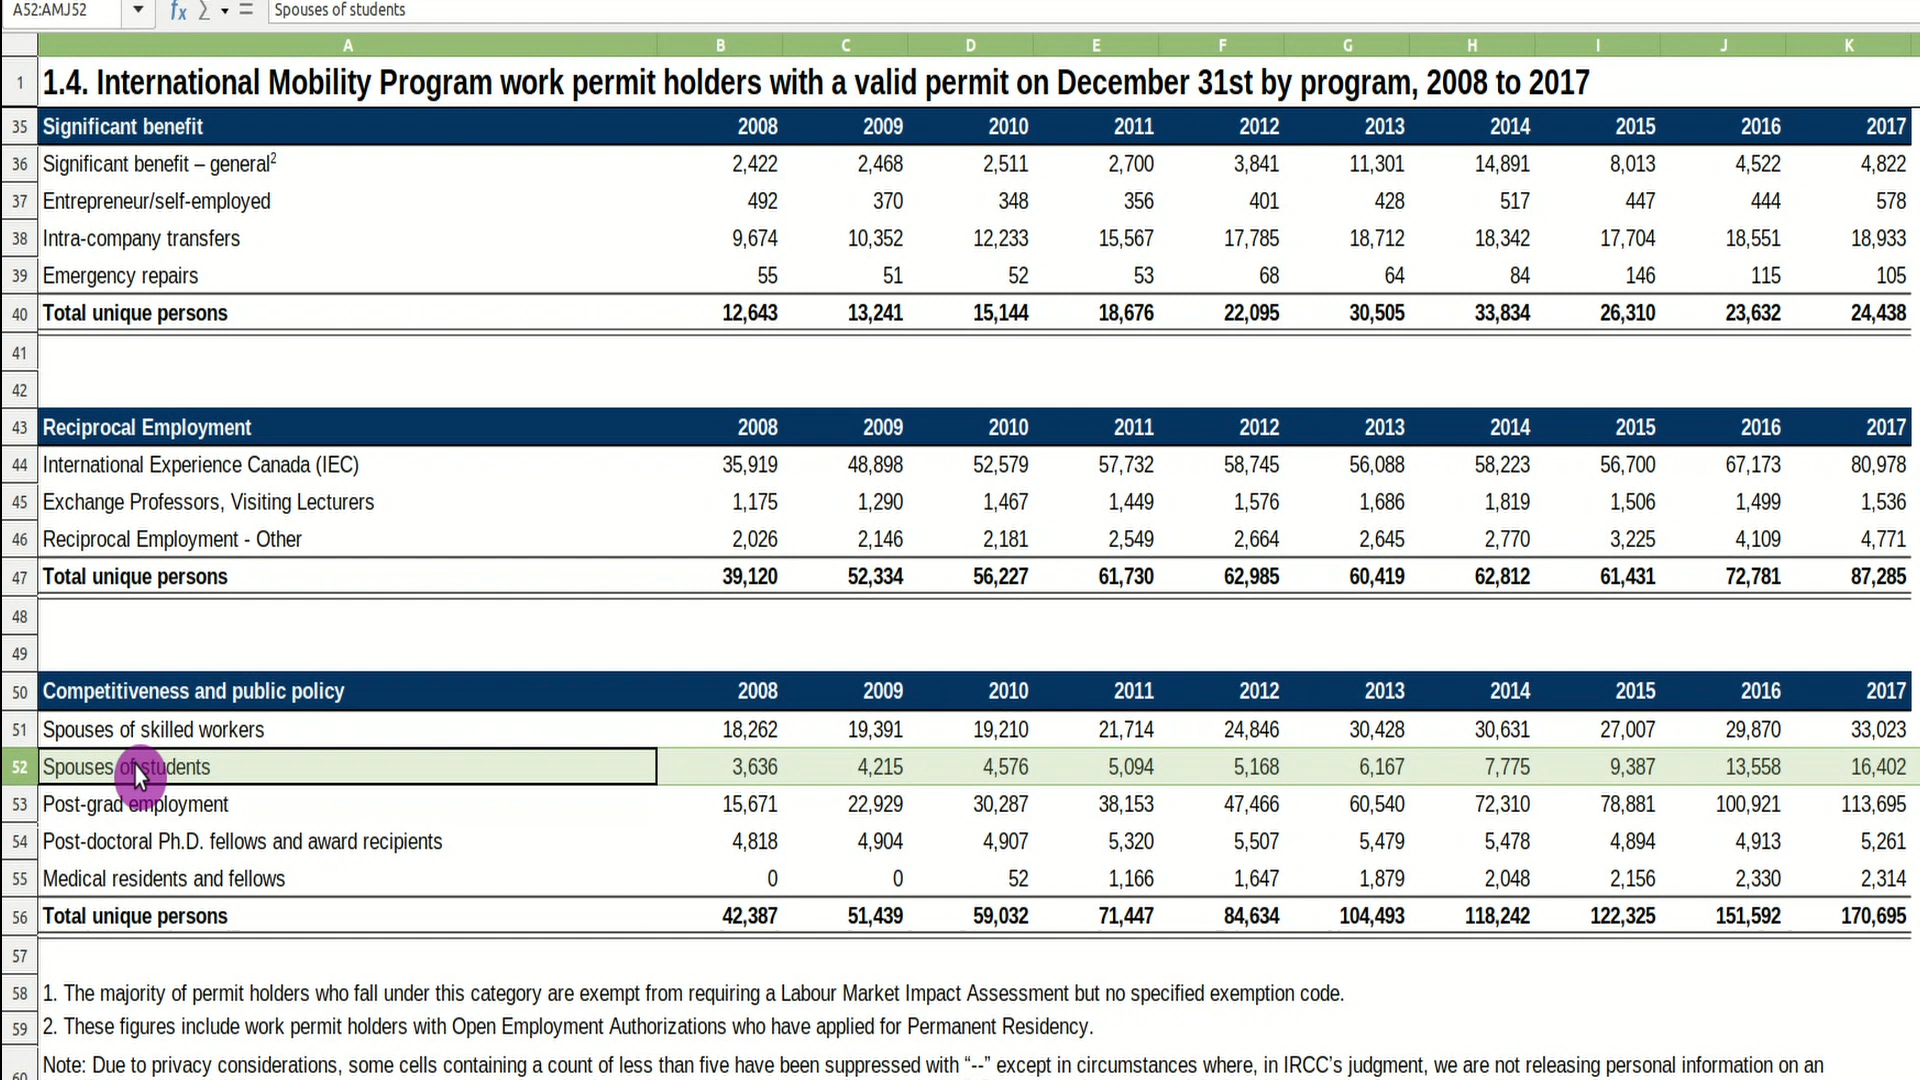 A52:AMJ52 fx Σ = Spouses of students
A B C D E F G H I J K
1 1.4. International Mobility Program work permit holders with a valid permit on December 31st by program, 2008 to 2017
35 Significant benefit 2008 2009 2010 2011 2012 2013 2014 2015 2016 2017
36 Significant benefit – general2 2,422 2,468 2,511 2,700 3,841 11,301 14,891 8,013 4,522 4,822
37 Entrepreneur/self-employed 492 370 348 356 401 428 517 447 444 578
38 Intra-company transfers 9,674 10,352 12,233 15,567 17,785 18,712 18,342 17,704 18,551 18,933
39 Emergency repairs 55 51 52 53 68 64 84 146 115 105
40 Total unique persons 12,643 13,241 15,144 18,676 22,095 30,505 33,834 26,310 23,632 24,438
41
42
43 Reciprocal Employment 2008 2009 2010 2011 2012 2013 2014 2015 2016 2017
44 International Experience Canada (IEC) 35,919 48,898 52,579 57,732 58,745 56,088 58,223 56,700 67,173 80,978
45 Exchange Professors, Visiting Lecturers 1,175 1,290 1,467 1,449 1,576 1,686 1,819 1,506 1,499 1,536
46 Reciprocal Employment - Other 2,026 2,146 2,181 2,549 2,664 2,645 2,770 3,225 4,109 4,771
47 Total unique persons 39,120 52,334 56,227 61,730 62,985 60,419 62,812 61,431 72,781 87,285
48
49
50 Competitiveness and public policy 2008 2009 2010 2011 2012 2013 2014 2015 2016 2017
51 Spouses of skilled workers 18,262 19,391 19,210 21,714 24,846 30,428 30,631 27,007 29,870 33,023
52 Spouses of students 3,636 4,215 4,576 5,094 5,168 6,167 7,775 9,387 13,558 16,402
53 Post-grad employment 15,671 22,929 30,287 38,153 47,466 60,540 72,310 78,881 100,921 113,695
54 Post-doctoral Ph.D. fellows and award recipients 4,818 4,904 4,907 5,320 5,507 5,479 5,478 4,894 4,913 5,261
55 Medical residents and fellows 0 0 52 1,166 1,647 1,879 2,048 2,156 2,330 2,314
56 Total unique persons 42,387 51,439 59,032 71,447 84,634 104,493 118,242 122,325 151,592 170,695
57
58 1. The majority of permit holders who fall under this category are exempt from requiring a Labour Market Impact Assessment but no specified exemption code.
59 2. These figures include work permit holders with Open Employment Authorizations who have applied for Permanent Residency.
60 Note: Due to privacy considerations, some cells containing a count of less than five have been suppressed with “--” except in circumstances where, in IRCC’s judgment, we are not releasing personal information on an